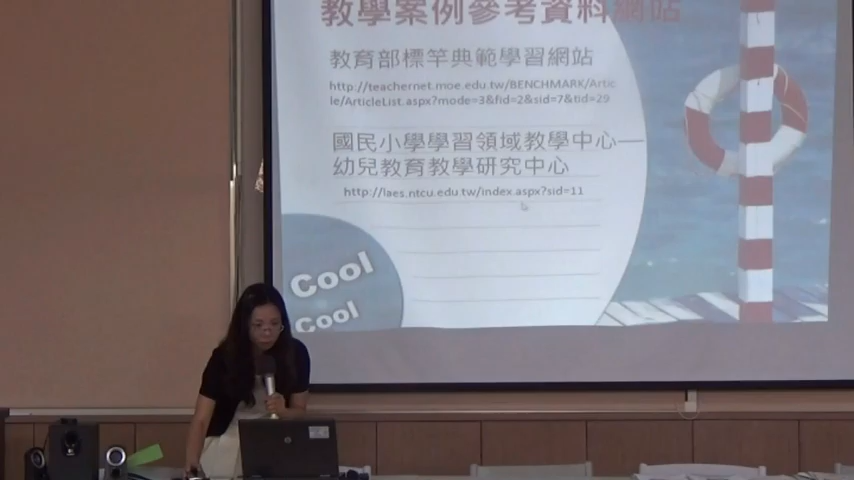 教學案例參考資料網站
教育部標竿典範學習網站
http://teachernet.moe.edu.tw/BENCHMARK/Artic
le/ArticleList.aspx?mode=3&fid=2&sid=7&tid=29
國民小學學習領域教學中心—
幼兒教育教學研究中心
http://laes.ntcu.edu.tw/index.aspx?sid=11
Cool
Cool